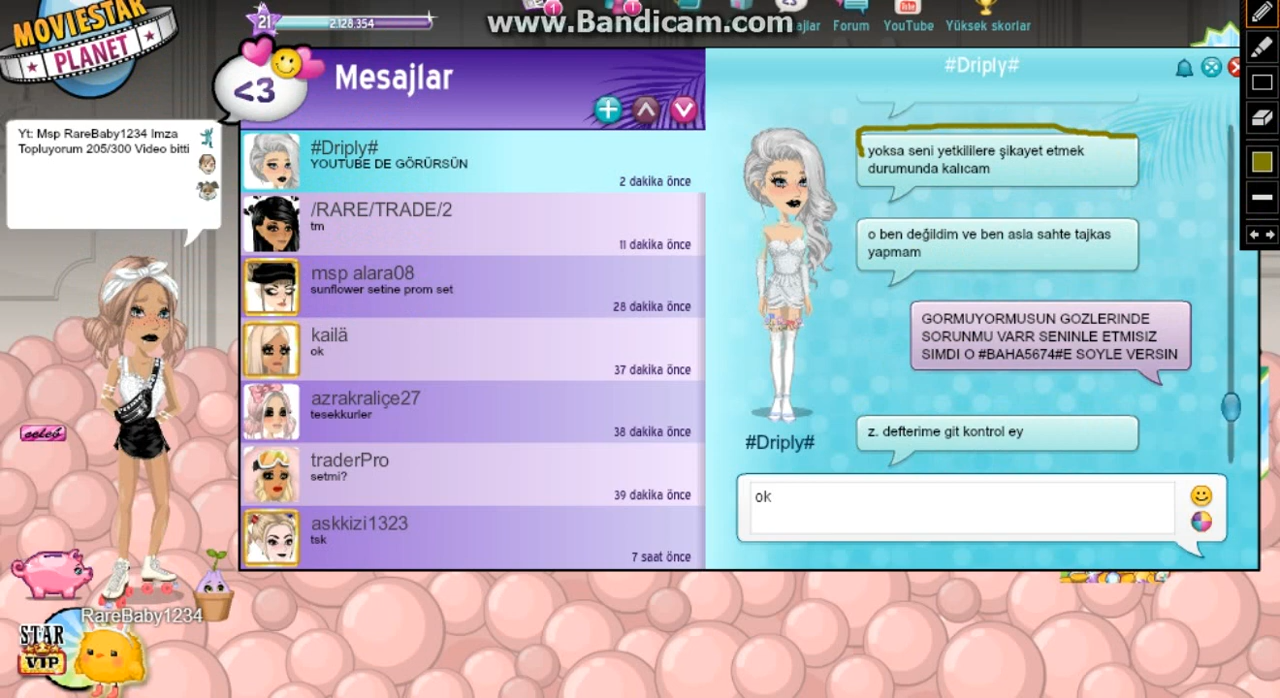 MOVIESTAR
PLANET
21
2.128.354
1
1
www.Bandicam.com
ajlar
Forum
YouTube
Yüksek skorlar
<3
Mesajlar
#Driply#
Yt: Msp RareBaby1234 Imza
Topluyorum 205/300 Video bitti
#Driply#
YOUTUBE DE GÖRÜRSÜN
2 dakika önce
/RARE/TRADE/2
tm
11 dakika önce
msp alara08
sunflower setine prom set
28 dakika önce
kailä
ok
37 dakika önce
azrakraliçe27
tesekkurler
38 dakika önce
traderPro
setmi?
39 dakika önce
askkizi1323
tsk
7 saat önce
yoksa seni yetkililere şikayet etmek
durumunda kalıcam
o ben değildim ve ben asla sahte tajkas
yapmam
GORMUYORMUSUN GOZLERINDE
SORUNMU VARR SENINLE ETMISIZ
SIMDI O #BAHA5674#E SOYLE VERSIN
z. defterime git kontrol ey
#Driply#
ok
celeb
RareBaby1234
STAR
VIP